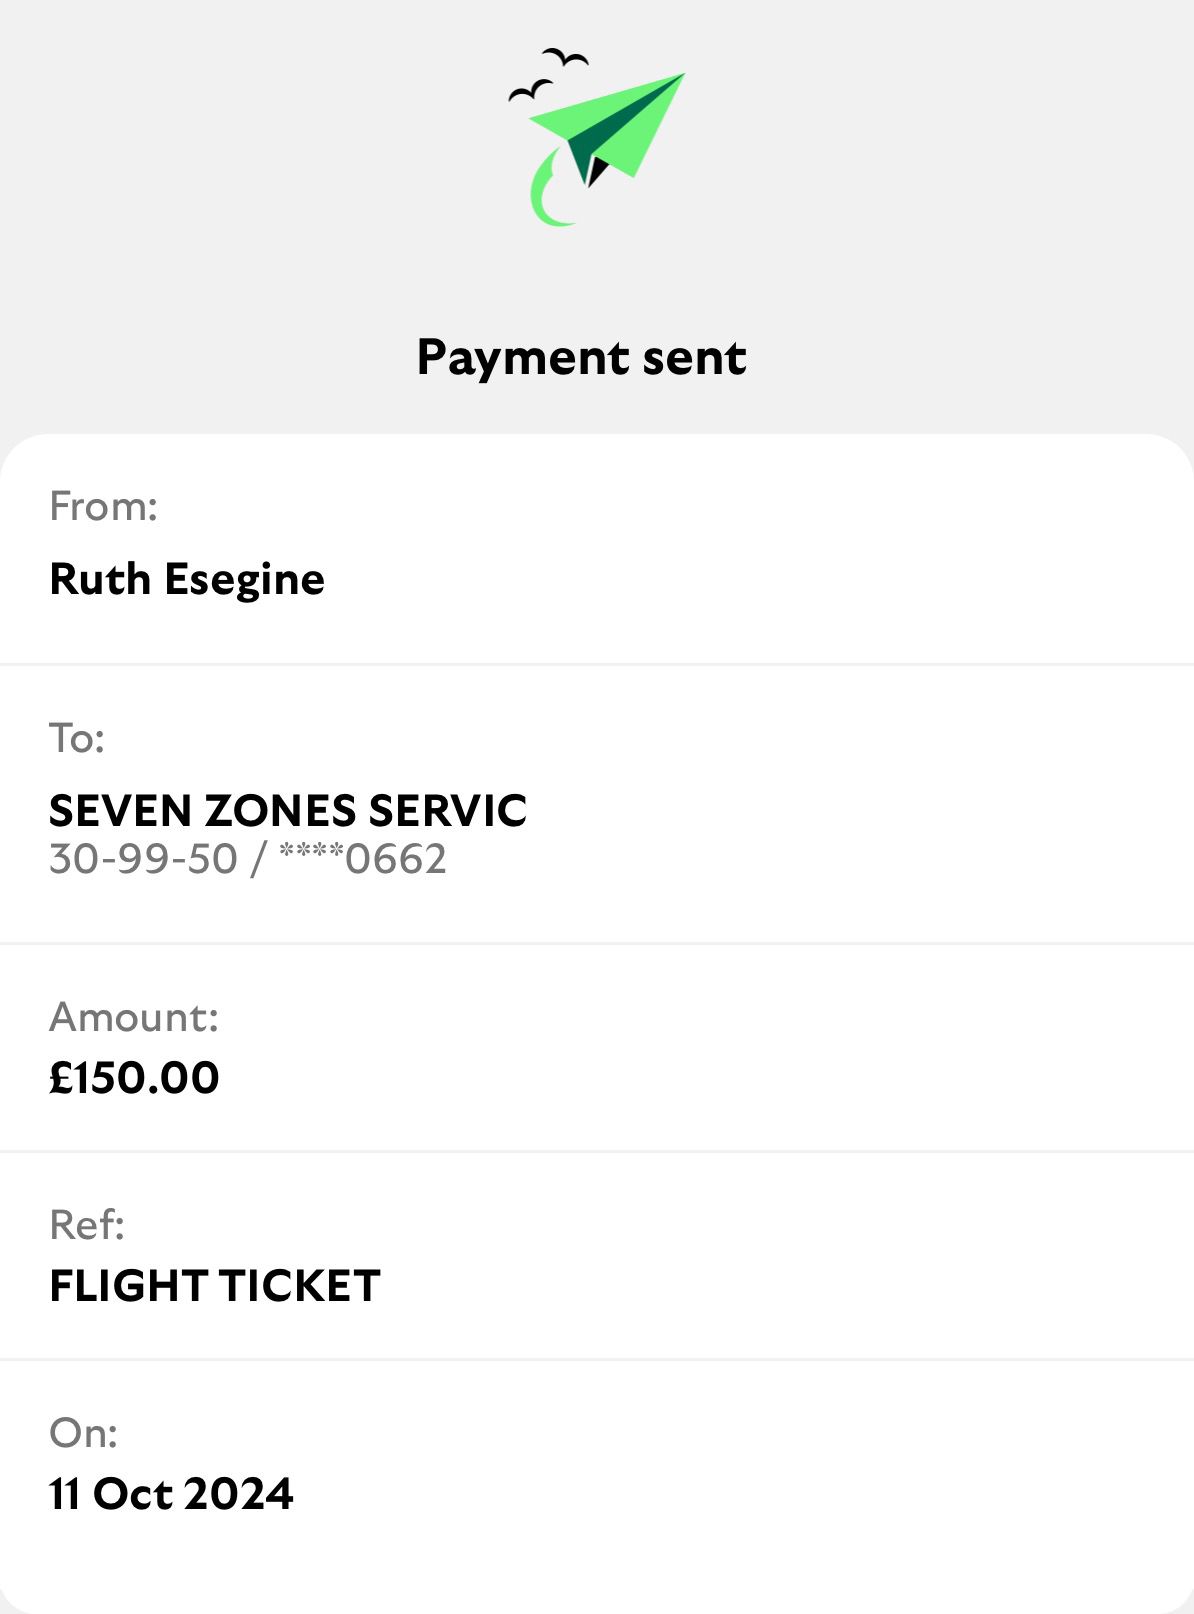 Payment sent
From:
Ruth Esegine
To:
SEVEN ZONES SERVIC
30-99-50 / ****0662
Amount:
£150.00
Ref:
FLIGHT TICKET
On:
11 Oct 2024